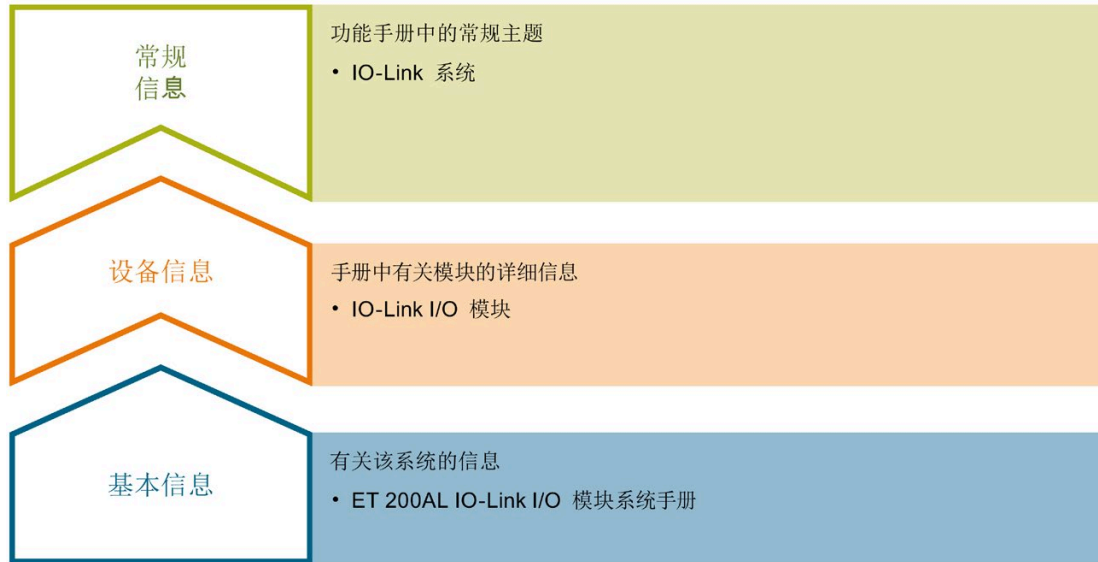 常规
信息
功能手册中的常规主题
• IO-Link 系统
设备信息
手册中有关模块的详细信息
• IO-Link I/O 模块
基本信息
有关该系统的信息
• ET 200AL IO-Link I/O 模块系统手册